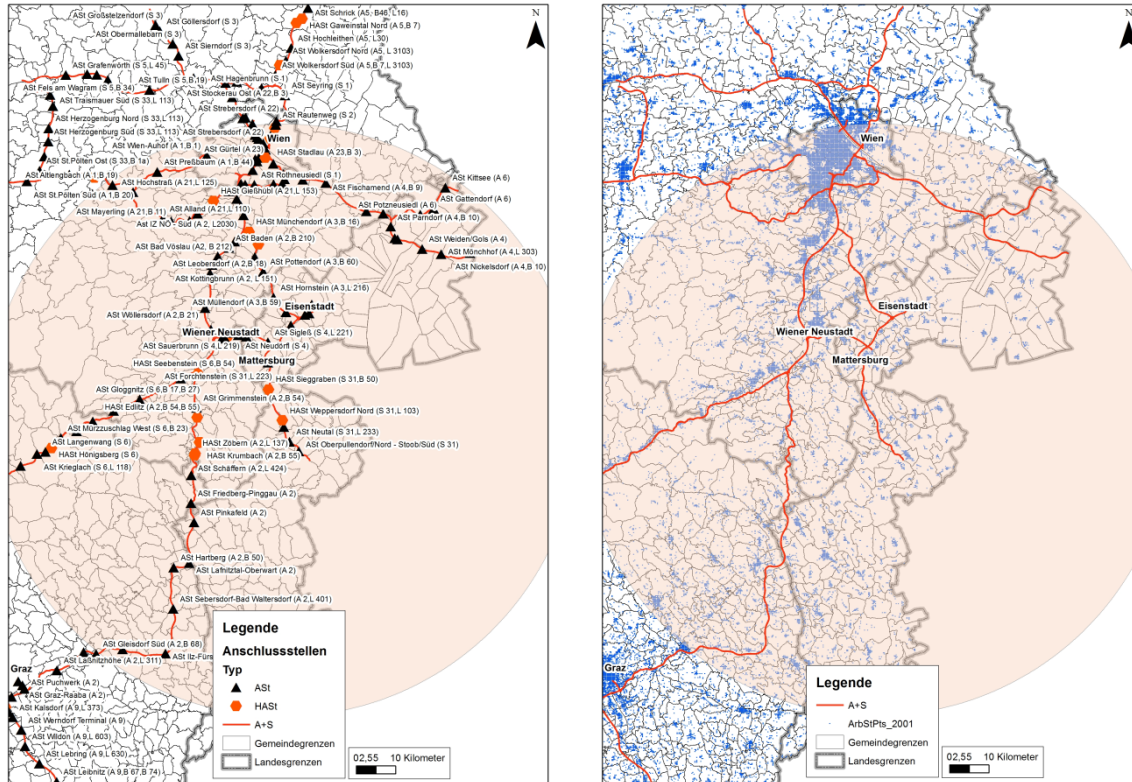 N
ASt Schrick (A5, B46, L16)
ASt Großstelzendorf (S 3)
ASt Göllersdorf (S 3)
HASt Gaweinstal Nord (A 5,B 7)
ASt Obermallebarn (S 3)
ASt Hochleithen (A5, L30)
ASt Sierndorf (S 3)
ASt Wolkersdorf Nord (A5, L 3103)
ASt Grafenwörth (S 5,L 45)
ASt Wolkersdorf Süd (A5,B 7,L 3103)
ASt Tulln (S 5,B 19)
ASt Hagenbrunn (S 1)
ASt Fels am Wagram (S 5,B 34)
ASt Seyring (S 1)
ASt Stockerau Ost (A 22,B 3)
ASt Traismauer Süd (S 33,L 113)
ASt Strebersdorf (A 22)
ASt Rautenweg (S 2)
ASt Herzogenburg Nord (S 33,L 113)
ASt Herzogenburg Süd (S 33,L 113)
ASt Strebersdorf (A 22)
Wien
ASt Wien-Auhof (A 1,B 1)
ASt Gürtel (A 23)
HASt Stadlau (A 23,B 3)
ASt St.Pölten Ost (S 33,B 1a)
ASt Preßbaum (A 1,B 44)
ASt Altlengbach (A 1,B 19)
ASt Rothneusiedl (S 1)
ASt Kittsee (A 6)
ASt Hochstraß (A 21,L 125)
ASt Fischamend (A 4,B 9)
ASt St.Pölten Süd (A 1,B 20)
HASt Gießhübl (A 21,L 153)
ASt Gattendorf (A 6)
ASt Alland (A 21,L 110)
ASt Potzneusiedl (A 6)
ASt Mayerling (A 21,B 11)
HASt Münchendorf (A 3,B 16)
ASt Parndorf (A 4,B 10)
ASt IZ NÖ - Süd (A 2, L2030)
ASt Baden (A 2,B 210)
ASt Weiden/Gols (A 4)
ASt Bad Vöslau (A2, B 212)
ASt Mönchhof (A 4,L 303)
ASt Leobersdorf (A 2,B 18)
ASt Pottendorf (A 3,B 60)
ASt Nickelsdorf (A 4,B 10)
ASt Kottingbrunn (A 2, L 151)
ASt Hornstein (A 3,L 216)
ASt Müllendorf (A 3,B 59)
Eisenstadt
ASt Wöllersdorf (A 2,B 21)
Wiener Neustadt
ASt Sigleß (S 4,L 221)
ASt Sauerbrunn (S 4,L 219)
ASt Neudörfl (S 4)
Mattersburg
HASt Seebenstein (S 6,B 54)
ASt Forchtenstein (S 31,L 223)
HASt Sieggraben (S 31,B 50)
ASt Gloggnitz (S 6,B 17,B 27)
ASt Grimmenstein (A 2,B 54)
HASt Edlitz (A 2,B 54,B 55)
HASt Weppersdorf Nord (S 31,L 103)
ASt Mürzzuschlag West (S 6,B 23)
ASt Neutal (S 31,L 233)
ASt Langenwang (S 6)
HASt Zöbern (A 2,L 137)
ASt Oberpullendorf/Nord - Stoob/Süd (S 31)
HASt Hönigsberg (S 6)
HASt Krumbach (A 2,B 55)
ASt Krieglach (S 6,L 118)
ASt Schäffern (A 2,L 424)
ASt Friedberg-Pinggau (A 2)
ASt Pinkafeld (A 2)
ASt Hartberg (A 2,B 50)
ASt Lafnitztal-Oberwart (A 2)
ASt Sebersdorf-Bad Waltersdorf (A 2,L 401)
ASt Gleisdorf Süd (A 2,B 68)
ASt Ilz-Fürs
Graz
ASt Laßnitzhöhe (A 2,L 311)
ASt Puchwerk (A 2)
ASt Graz-Raaba (A 2)
ASt Kalsdorf (A 9,L 373)
ASt Werndorf Terminal (A 9)
ASt Wildon (A 9,L 603)
ASt Lebring (A 9,L 630)
ASt Leibnitz (A 9,B 67,B 74)
Legende
Anschlussstellen
Typ
ASt
HASt
A+S
Gemeindegrenzen
Landesgrenzen
02,55 10 Kilometer
N
Wien
Eisenstadt
Wiener Neustadt
Mattersburg
Graz
Legende
A+S
ArbStPts_2001
Gemeindegrenzen
Landesgrenzen
02,55 10 Kilometer